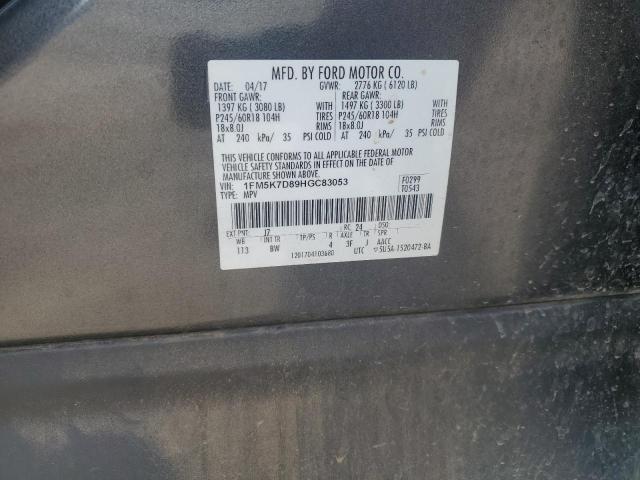 MFD. BY FORD MOTOR CO.
DATE: 04/17 GVWR: 2776 KG ( 6120 LB)
FRONT GAWR: REAR GAWR:
1397 KG ( 3080 LB) WITH 1497 KG ( 3300 LB) WITH
P245/60R18 104H TIRES P245/60R18 104H TIRES
18x8.0J RIMS 18x8.0J RIMS
AT 240 kPa/ 35 PSI COLD AT 240 kPa/ 35 PSI COLD
THIS VEHICLE CONFORMS TO ALL APPLICABLE FEDERAL MOTOR
VEHICLE SAFETY STANDARDS IN EFFECT ON THE DATE OF
MANUFACTURE SHOWN ABOVE.
VIN: 1FM5K7D89HGC83053 F0299
TYPE: MPV T0543
EXT PNT: J7 RC: 24 DSO:
WB INT TR TP/PS R AXLE TR SPR
113 BW 4 3F J AACC
1201704103680 UTC ▽5U5A-1520472-BA